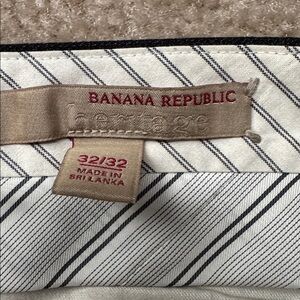 BANANA REPUBLIC
heritage
32/32
MADE IN
SRI LANKA